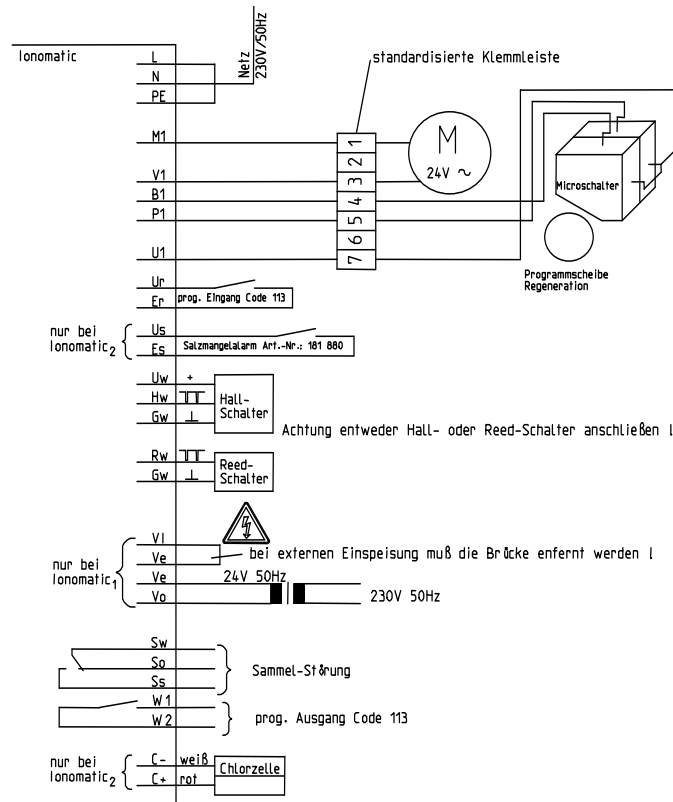 Ionomatic
L
N
PE
Netz
230V/50Hz
standardisierte Klemmleiste
M1
1
2
M
24V ~
V1
3
B1
4
P1
5
6
U1
7
Microschalter
Programmscheibe
Regeneration
Ur
Er
prog. Eingang Code 113
nur bei
Ionomatic2
Us
Es
Salzmangelalarm Art.-Nr.: 181 880
Uw +
Hw
Gw ⊥
Hall-
Schalter
Achtung entweder Hall- oder Reed-Schalter anschließen !
Rw
Gw ⊥
Reed-
Schalter
nur bei
Ionomatic1
VI
Ve
bei externen Einspeisung muß die Brücke enfernt werden !
Ve
24V 50Hz
Vo
230V 50Hz
Sw
So
Ss
Sammel-Störung
W1
W2
prog. Ausgang Code 113
nur bei
Ionomatic2
C- weiß
C+ rot
Chlorzelle